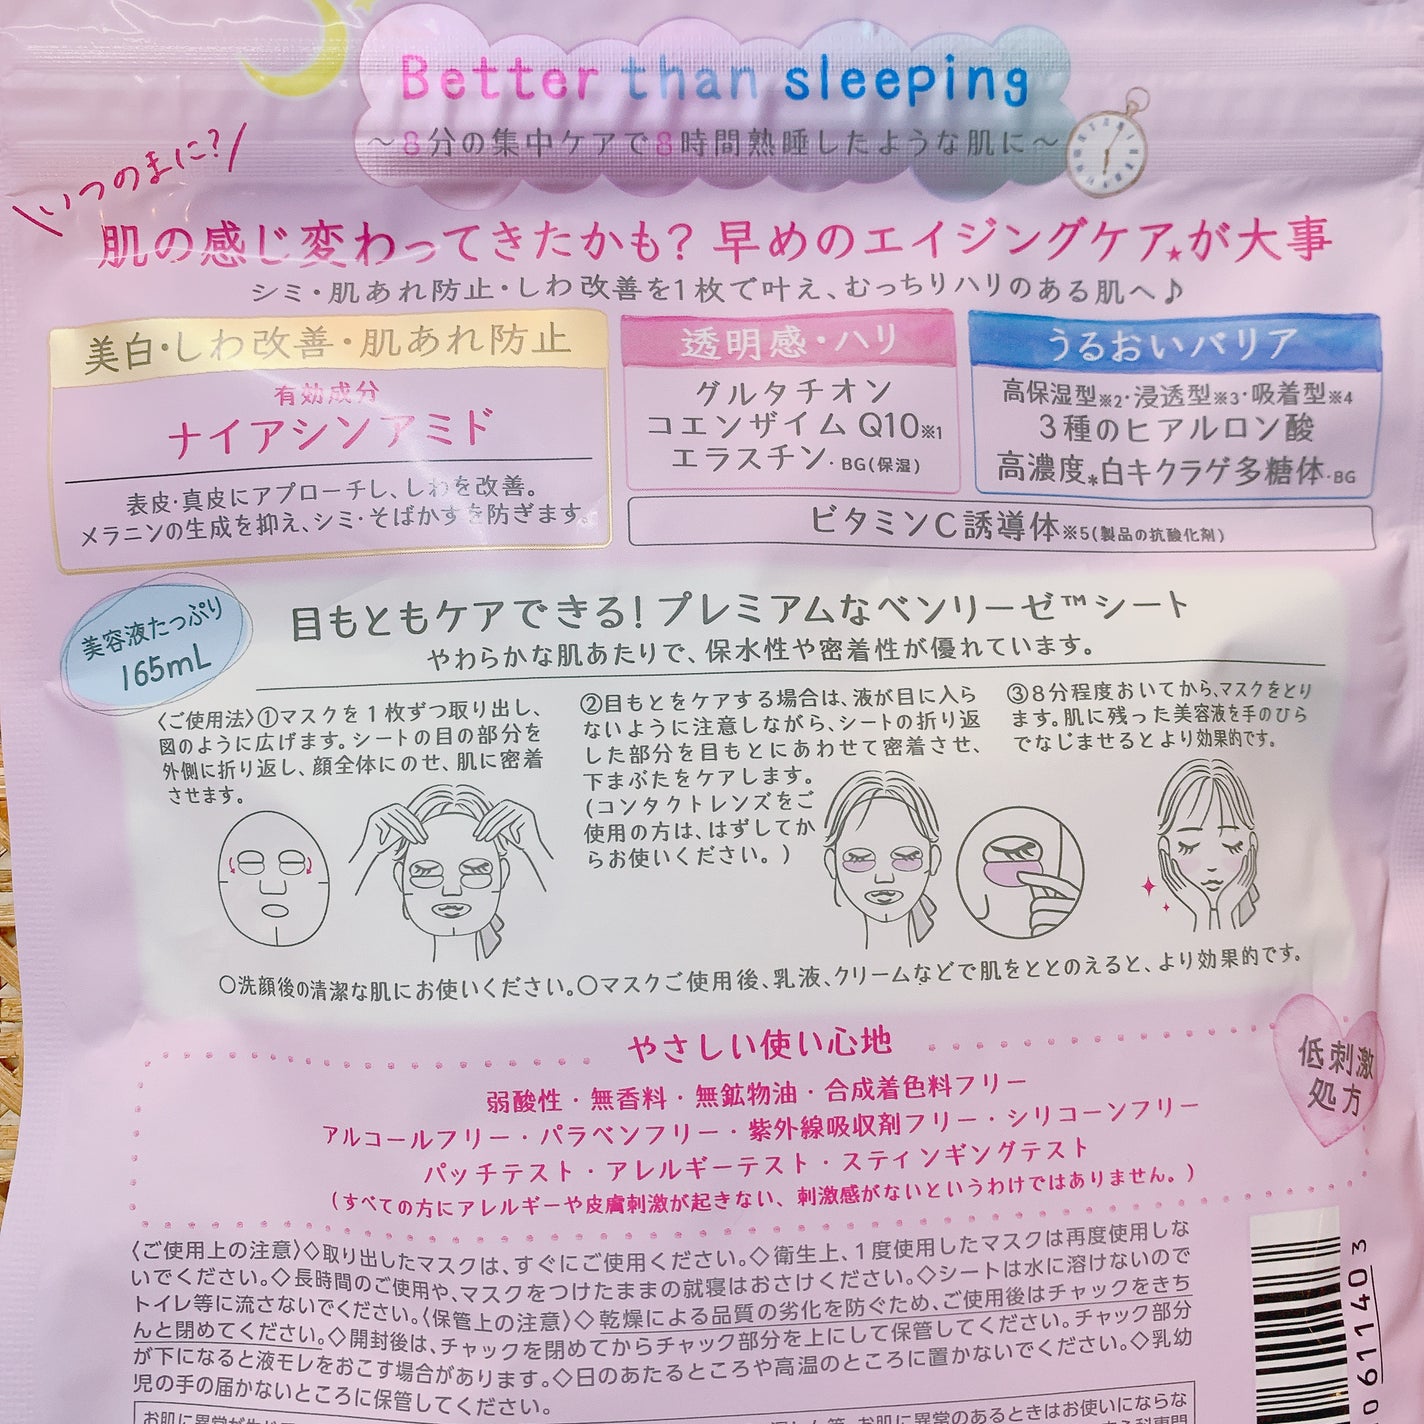 Better than sleeping
～8分の集中ケアで8時間熟睡したような肌に～
いつのまに?
肌の感じ変わってきたかも?早めのエイジングケア★が大事
シミ・肌あれ防止・しわ改善を1枚で叶え、むっちりハリのある肌へ♪
美白・しわ改善・肌あれ防止
有効成分
ナイアシンアミド
表皮・真皮にアプローチし、しわを改善。
メラニンの生成を抑え、シミ・そばかすを防ぎます。
透明感・ハリ
グルタチオン
コエンザイム Q10※1
エラスチン・BG(保湿)
うるおいバリア
高保湿型※2・浸透型※3・吸着型※4
3種のヒアルロン酸
高濃度*白キクラゲ多糖体・BG
ビタミンC誘導体※5(製品の抗酸化剤)
美容液たっぷり
165mL
目もともケアできる!プレミアムなベンリーゼ™シート
やわらかな肌あたりで、保水性や密着性が優れています。
〈ご使用法〉①マスクを1枚ずつ取り出し、
図のように広げます。シートの目の部分を
外側に折り返し、顔全体にのせ、肌に密着
させます。
②目もとをケアする場合は、液が目に入ら
ないように注意しながら、シートの折り返
した部分を目もとにあわせて密着させ、
下まぶたをケアします。
(コンタクトレンズをご
使用の方は、はずしてか
らお使いください。)
③8分程度おいてから、マスクをとり
ます。肌に残った美容液を手のひら
でなじませるとより効果的です。
○洗顔後の清潔な肌にお使いください。○マスクご使用後、乳液、クリームなどで肌をととのえると、より効果的です。
やさしい使い心地
低刺激
処方
弱酸性・無香料・無鉱物油・合成着色料フリー
アルコールフリー・パラベンフリー・紫外線吸収剤フリー・シリコーンフリー
パッチテスト・アレルギーテスト・スティンギングテスト
(すべての方にアレルギーや皮膚刺激が起きない、刺激感がないというわけではありません。)
〈ご使用上の注意〉◇取り出したマスクは、すぐにご使用ください。◇衛生上、1度使用したマスクは再度使用しな
いでください。◇長時間のご使用や、マスクをつけたままの就寝はおさけください。◇シートは水に溶けないので
トイレ等に流さないでください。〈保管上の注意〉◇乾燥による品質の劣化を防ぐため、ご使用後はチャックをきち
んと閉めてください。◇開封後は、チャックを閉めてからチャック部分を上にして保管してください。チャック部分
が下になると液モレをおこす場合があります。◇日のあたるところや高温のところに置かないでください。◇乳幼
児の手の届かないところに保管してください。
お肌に異常のあるときはお使いにならな
061140 3